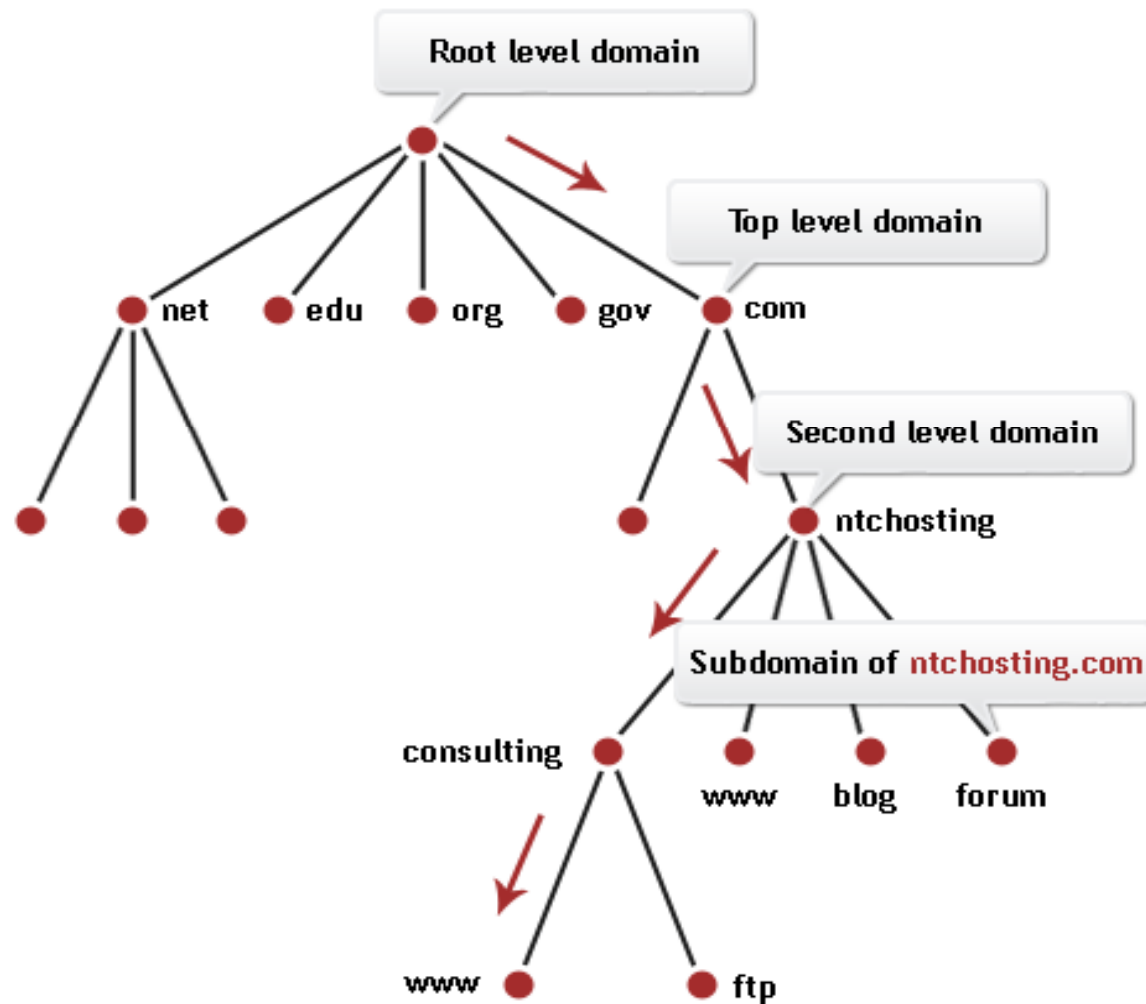 Root level domain
Top level domain
net
edu
org
gov
com
Second level domain
ntchosting
Subdomain of ntchosting.com
consulting
www
blog
forum
www
ftp